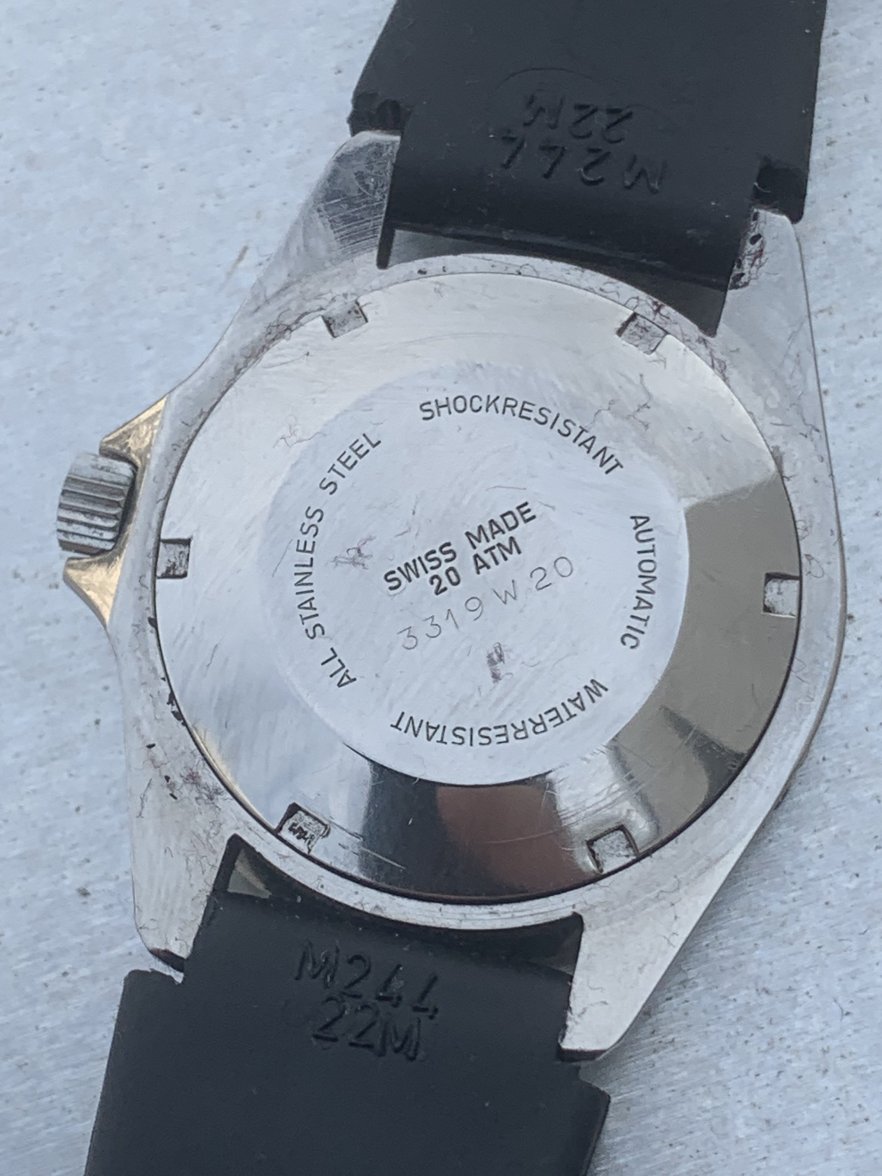 M244
22M
ALL STAINLESS STEEL
SHOCKRESISTANT
AUTOMATIC
WATERRESISTANT
SWISS MADE
20 ATM
3319 W 20
M244
22M